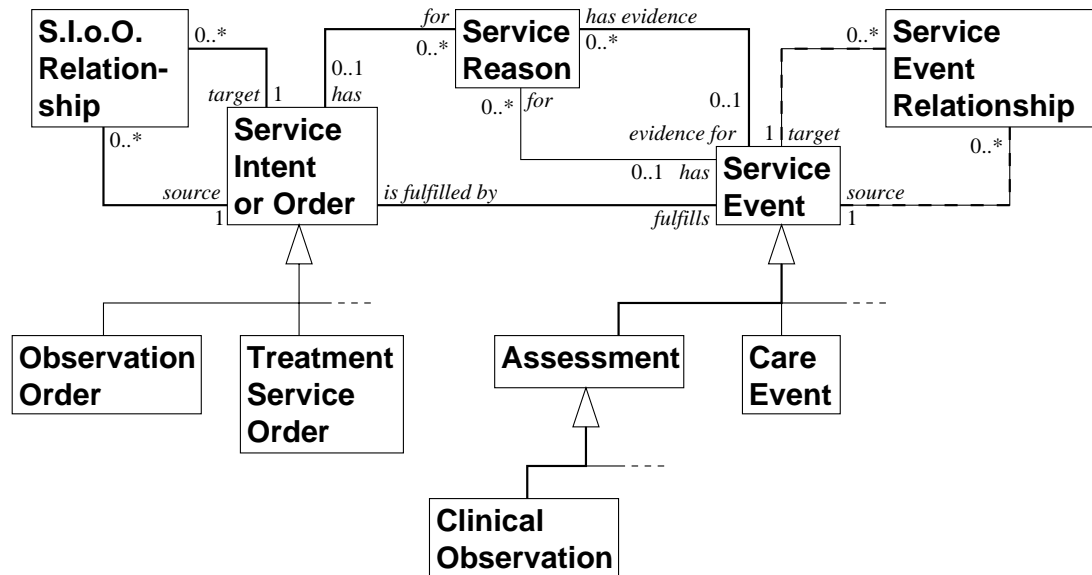 S.I.o.O.
Relation-
ship
0..*
target
1
0..*
source
1
for
0..*
0..1
has
Service
Reason
has evidence
0..*
0..*
for
0..1
evidence for
0..1 has
Service
Intent
or Order
is fulfilled by
fulfills
Service
Event
0..*
1 target
Service
Event
Relationship
0..*
source
1
Observation
Order
Treatment
Service
Order
Assessment
Care
Event
Clinical
Observation